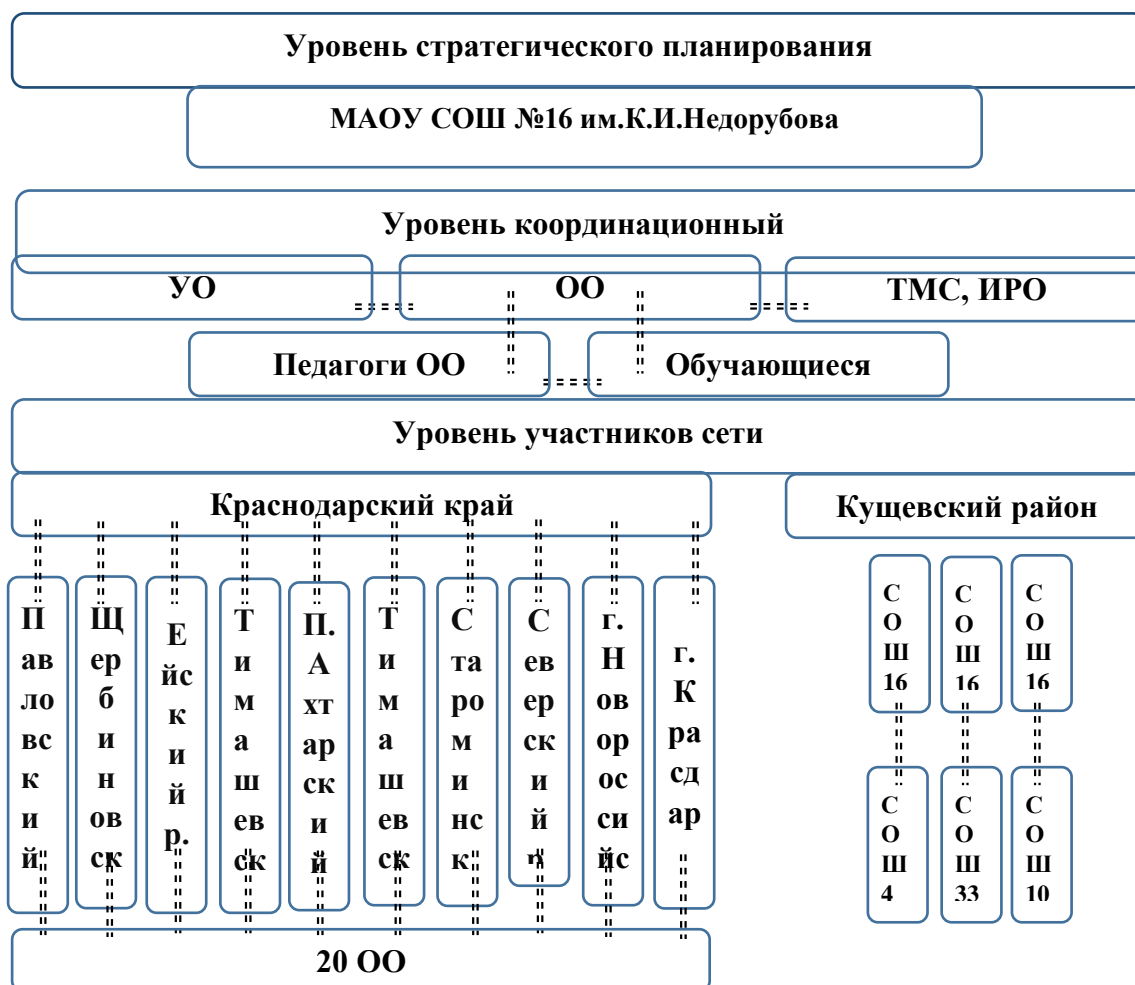 Уровень стратегического планирования
МАОУ СОШ №16 им.К.И.Недорубова
Уровень координационный
УО
ОО
ТМС, ИРО
Педагоги ОО
Обучающиеся
Уровень участников сети
Краснодарский край
Кущевский район
П
ав
ло
вс
к
и
й
Щ
ер
б
и
н
ов
ск
Е
йс
к
и
й
р.
Т
и
м
а
ш
ев
ск
П.
А
хт
ар
ск
и
й
Т
и
м
а
ш
ев
ск
С
та
ро
м
и
нс
к
С
ев
ер
ск
и
й
г.
Н
ов
ор
ос
си
йс
г.
К
ра
сд
ар
С
О
Ш
16
С
О
Ш
16
С
О
Ш
16
С
О
Ш
4
С
О
Ш
33
С
О
Ш
10
20 ОО